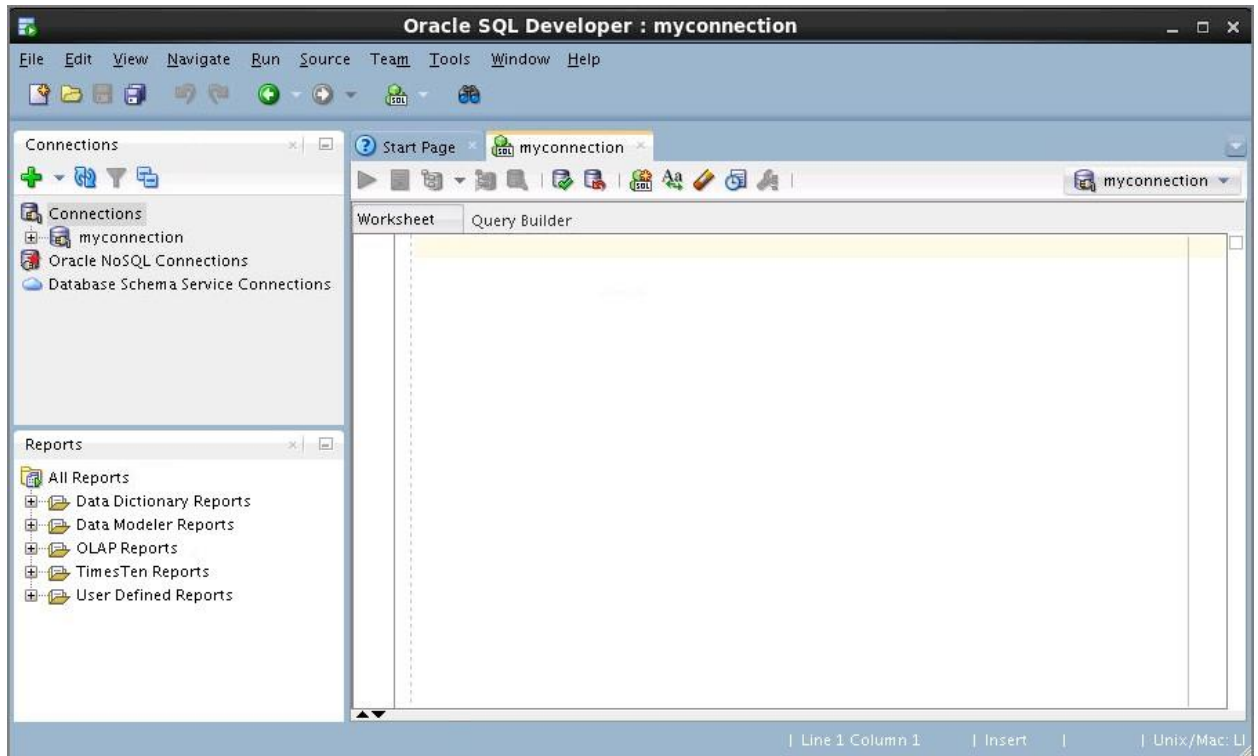 Oracle SQL Developer : myconnection
File Edit View Navigate Run Source Team Tools Window Help
Connections
Connections
myconnection
Oracle NoSQL Connections
Database Schema Service Connections
Reports
All Reports
Data Dictionary Reports
Data Modeler Reports
OLAP Reports
TimesTen Reports
User Defined Reports
Start Page
myconnection
myconnection
Worksheet
Query Builder
| Line 1 Column 1 | Insert | | Unix/Mac: LI